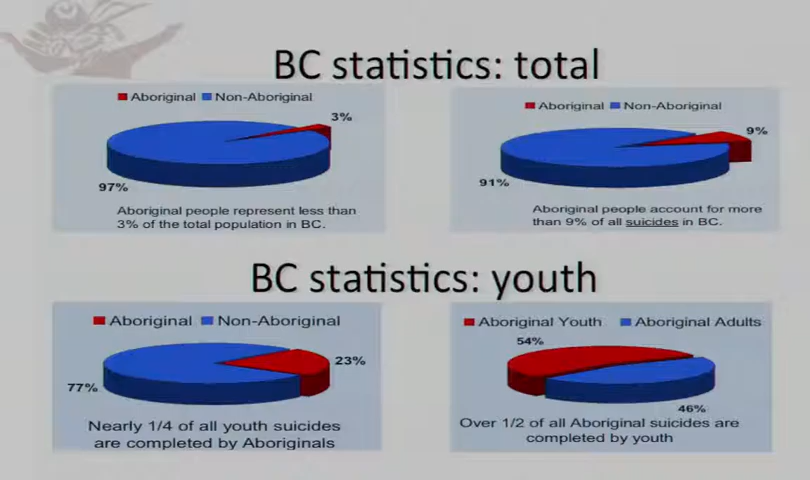 BC statistics: total
Aboriginal Non-Aboriginal
3%
97%
Aboriginal people represent less than
3% of the total population in BC.
Aboriginal Non-Aboriginal
9%
91%
Aboriginal people account for more
than 9% of all suicides in BC.
BC statistics: youth
Aboriginal Non-Aboriginal
23%
77%
Nearly 1/4 of all youth suicides
are completed by Aboriginals
Aboriginal Youth Aboriginal Adults
54%
46%
Over 1/2 of all Aboriginal suicides are
completed by youth